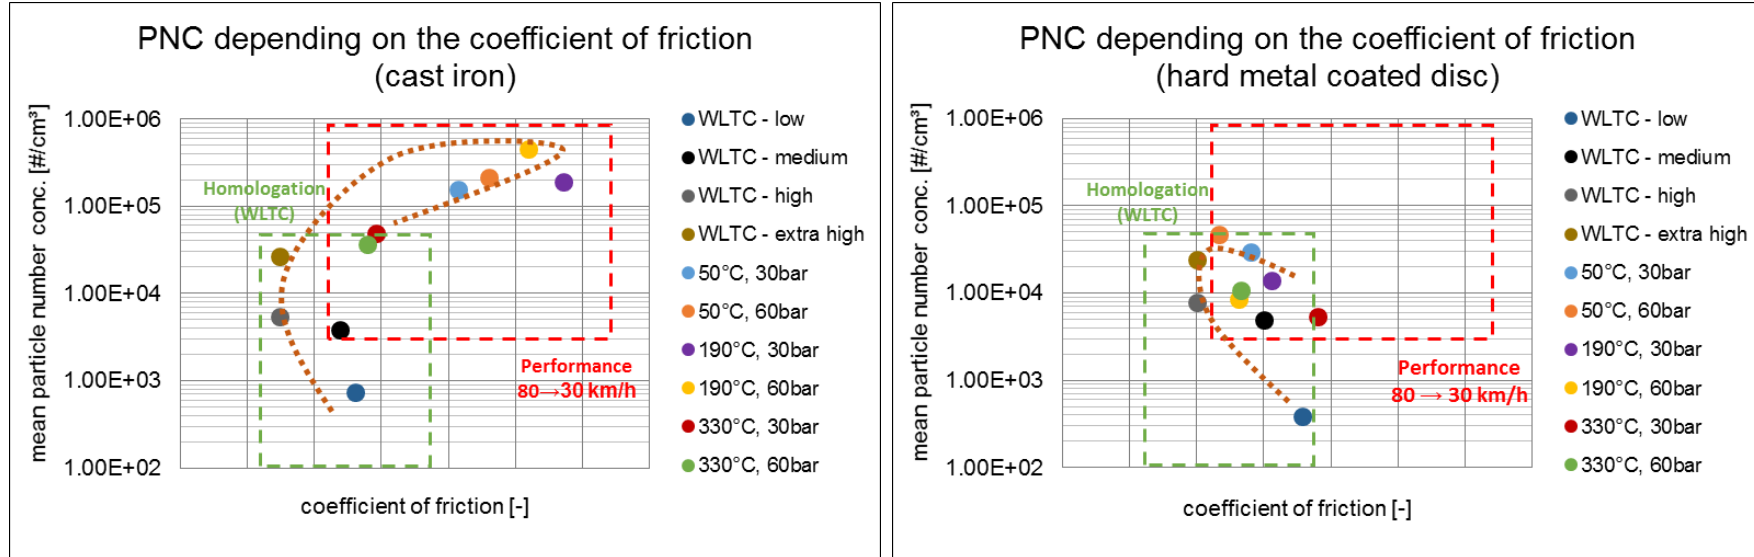 PNC depending on the coefficient of friction
(cast iron)
mean particle number conc. [#/cm³]
1.00E+06
1.00E+05
1.00E+04
1.00E+03
1.00E+02
Homologation
(WLTC)
Performance
80→30 km/h
coefficient of friction [-]
WLTC - low
WLTC - medium
WLTC - high
WLTC - extra high
50°C, 30bar
50°C, 60bar
190°C, 30bar
190°C, 60bar
330°C, 30bar
330°C, 60bar
PNC depending on the coefficient of friction
(hard metal coated disc)
mean particle number conc. [#/cm³]
1.00E+06
1.00E+05
1.00E+04
1.00E+03
1.00E+02
Homologation
(WLTC)
Performance
80 → 30 km/h
coefficient of friction [-]
WLTC - low
WLTC - medium
WLTC - high
WLTC - extra high
50°C, 30bar
50°C, 60bar
190°C, 30bar
190°C, 60bar
330°C, 30bar
330°C, 60bar